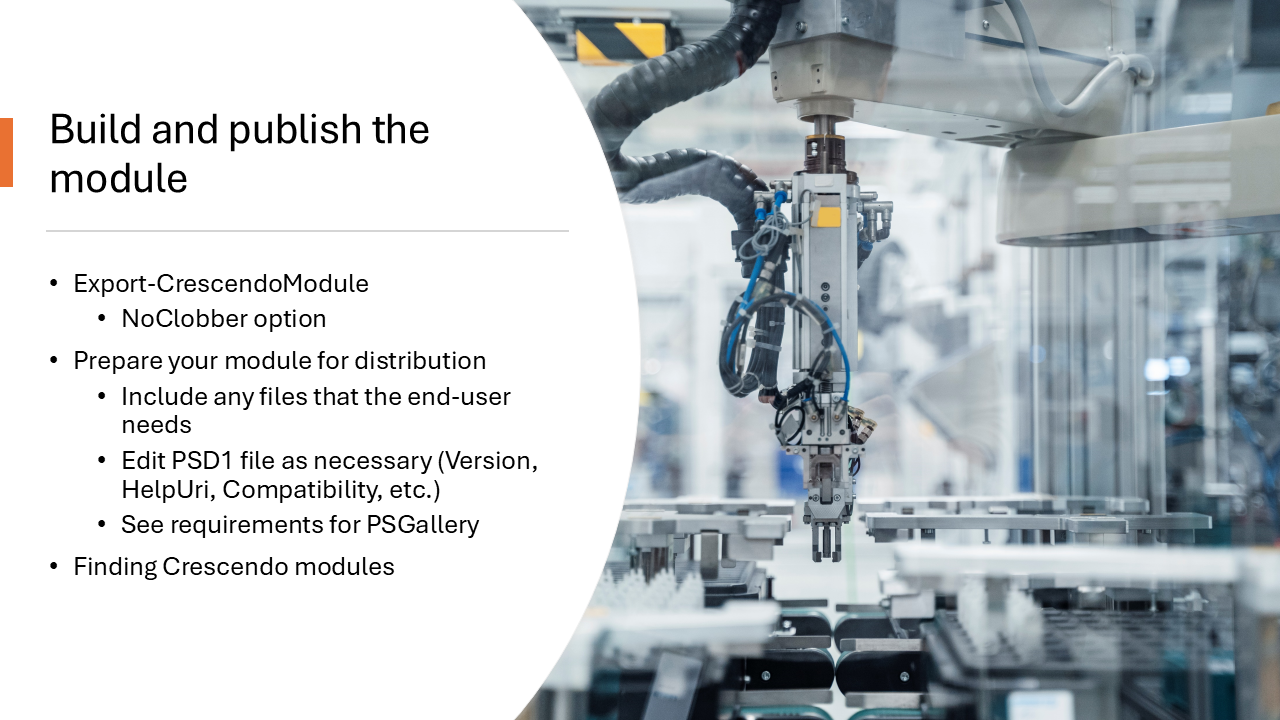 Build and publish the
module
• Export-CrescendoModule
• NoClobber option
• Prepare your module for distribution
• Include any files that the end-user
needs
• Edit PSD1 file as necessary (Version,
HelpUri, Compatibility, etc.)
• See requirements for PSGallery
• Finding Crescendo modules